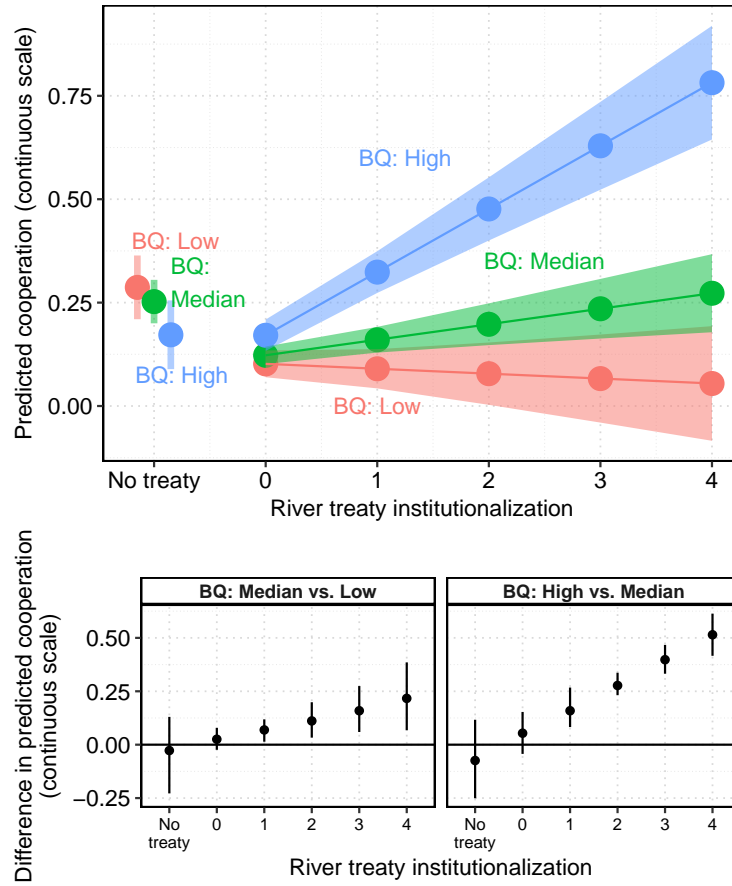 Predicted cooperation (continuous scale)
0.75
0.50
0.25
0.00
BQ: High
BQ: Low
BQ:
Median
BQ: Median
BQ: High
BQ: Low
No treaty
0
1
2
3
4
River treaty institutionalization
Difference in predicted cooperation
(continuous scale)
BQ: Median vs. Low
BQ: High vs. Median
0.50
0.25
0.00
−0.25
No
treaty
0
1
2
3
4
No
treaty
0
1
2
3
4
River treaty institutionalization